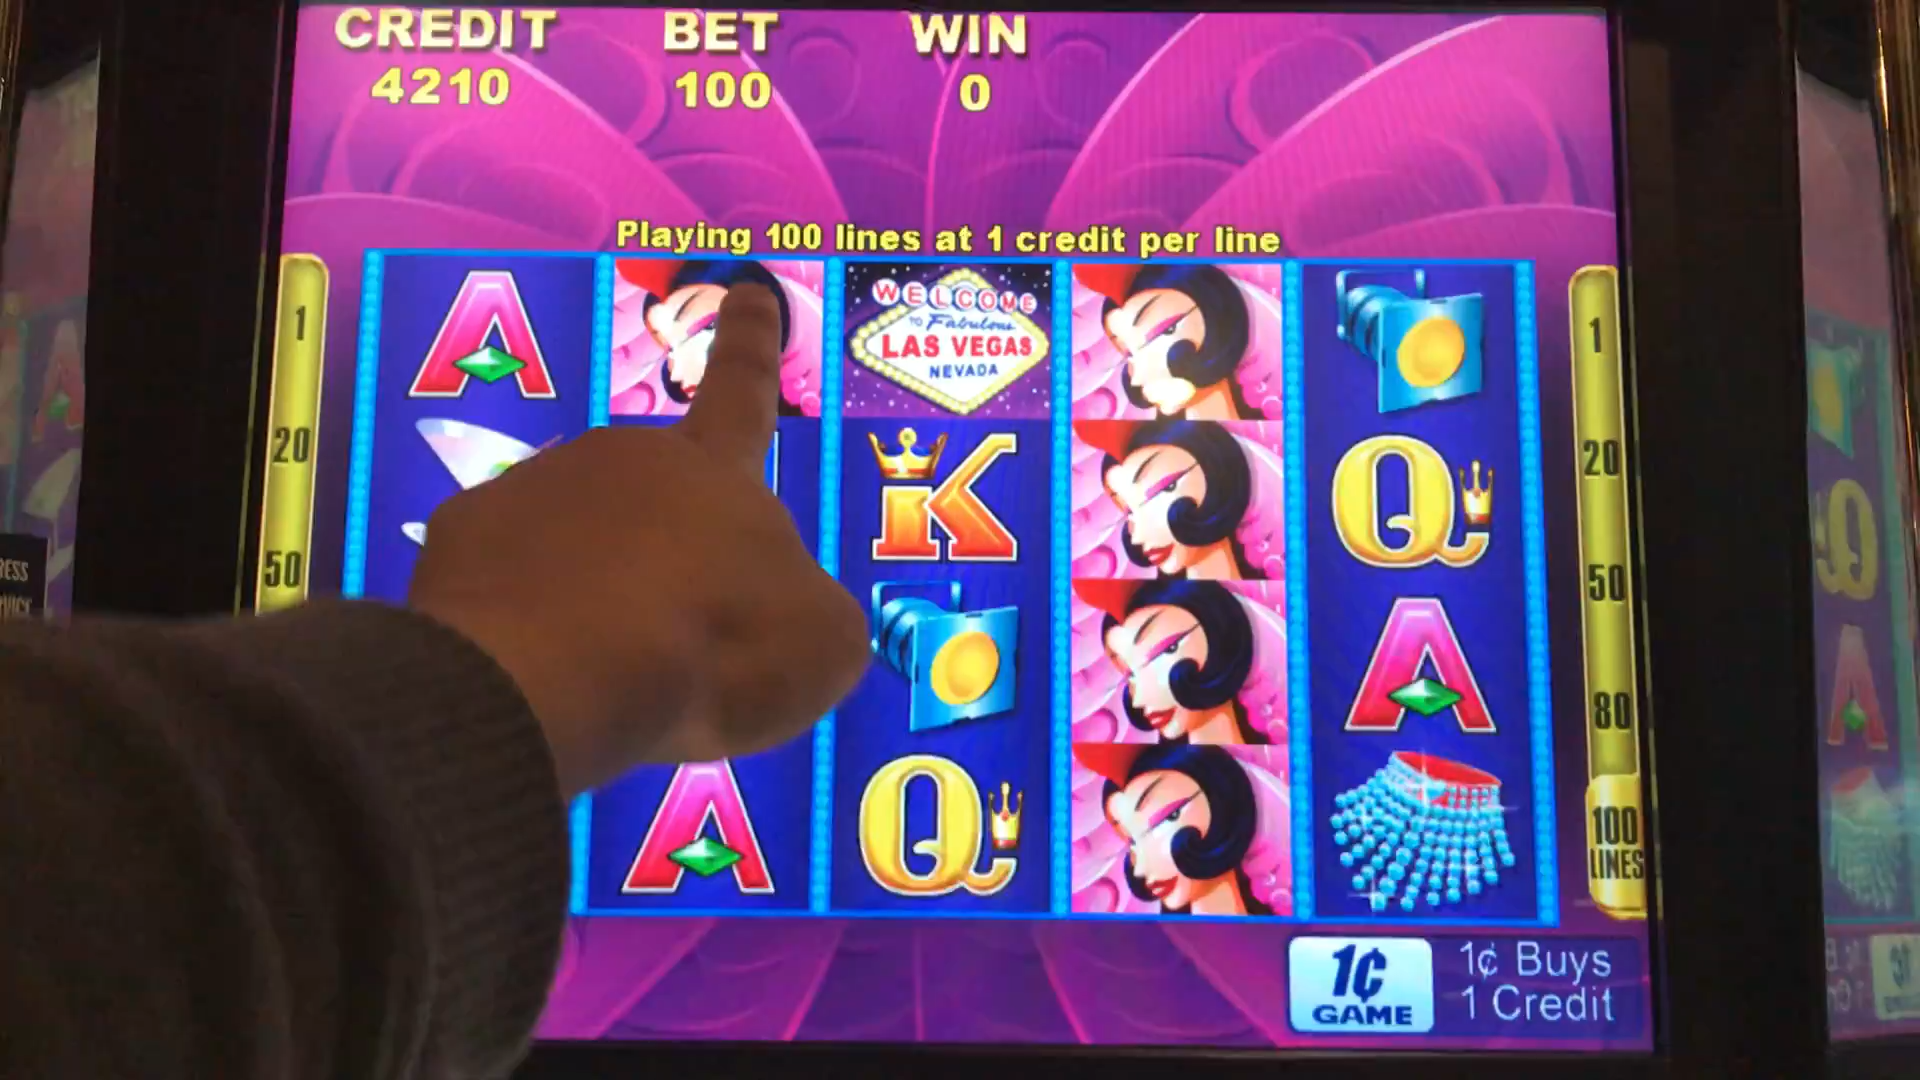 CREDIT BET WIN
4210 100 0
Playing 100 lines at 1 credit per line
A
WELCOME
TO Fabulous
LAS VEGAS
NEVADA
1 1
K Q
20 20
50 50
A
80
A Q
100
LINES
1¢
GAME
1¢ Buys
1 Credit